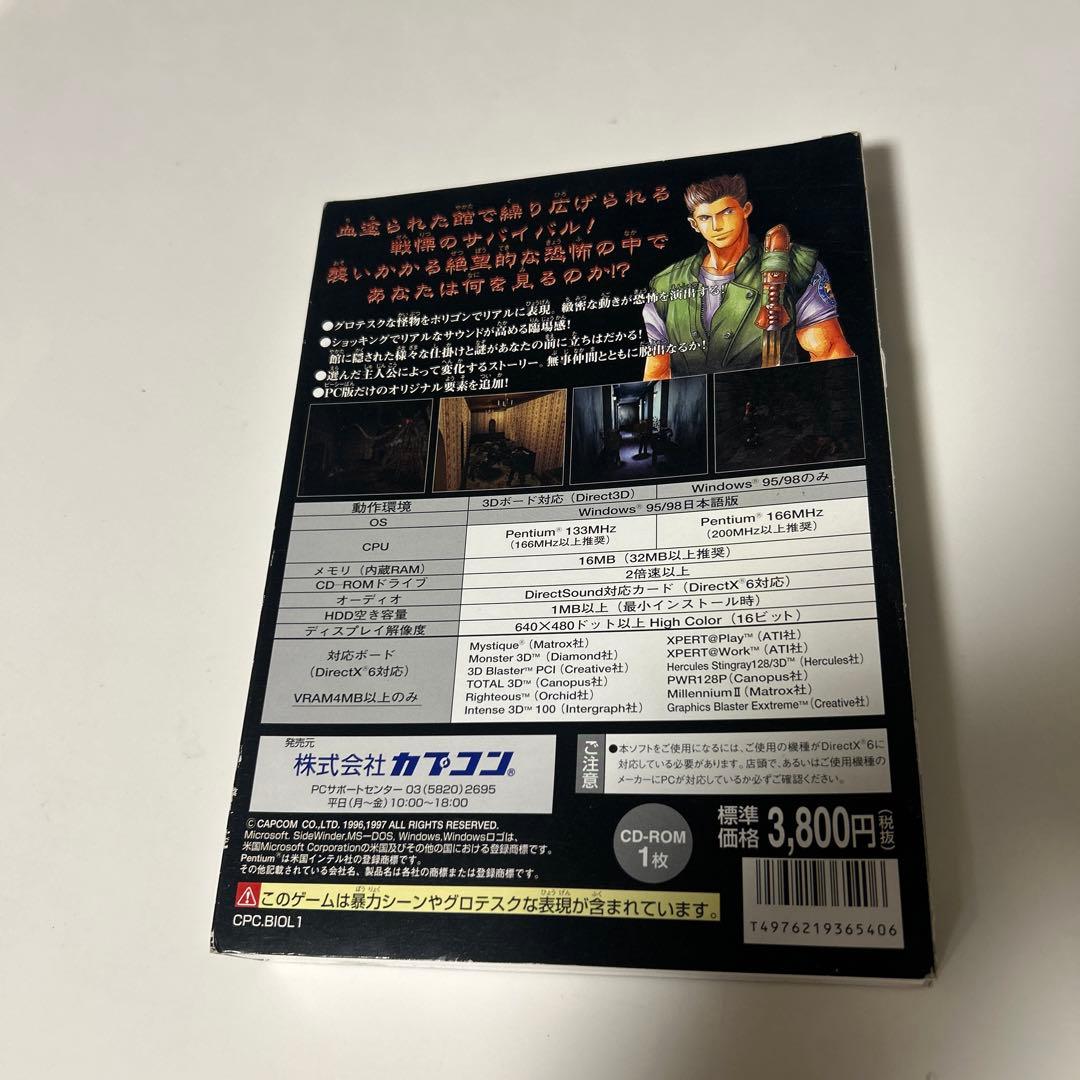 血塗られた館で繰り広げられる
戦慄のサバイバル!
襲いかかる絶望的な恐怖の中で
あなたは何を見るのか!?
●グロテスクな怪物をポリゴンでリアルに表現。緻密な動きが恐怖を演出する!
●ショッキングでリアルなサウンドが高める臨場感!
館に隠された様々な仕掛けと謎があなたの前に立ちはだかる!
●選んだ主人公によって変化するストーリー。無事仲間とともに脱出なるか!
●PC版だけのオリジナル要素を追加!
動作環境 3Dボード対応(Direct3D) Windows® 95/98のみ
OS Windows® 95/98日本語版
CPU Pentium® 133MHz (166MHz以上推奨) Pentium® 166MHz (200MHz以上推奨)
メモリ(内蔵RAM) 16MB(32MB以上推奨)
CD-ROMドライブ 2倍速以上
オーディオ DirectSound対応カード(DirectX®6対応)
HDD空き容量 1MB以上(最小インストール時)
ディスプレイ解像度 640×480ドット以上 High Color(16ビット)
対応ボード
(DirectX®6対応)
VRAM4MB以上のみ
Mystique®(Matrox社)
Monster 3D™(Diamond社)
3D Blaster™ PCI(Creative社)
TOTAL 3D™(Canopus社)
Righteous™(Orchid社)
Intense 3D™ 100(Intergraph社)
XPERT@Play™(ATI社)
XPERT@Work™(ATI社)
Hercules Stingray128/3D™(Hercules社)
PWR128P(Canopus社)
MillenniumⅡ(Matrox社)
Graphics Blaster Exxtreme™(Creative社)
発売元
株式会社カプコン®
PCサポートセンター 03(5820)2695
平日(月〜金)10:00〜18:00
ご注意
●本ソフトをご使用になるには、ご使用の機種がDirectX®6に
対応している必要があります。店頭で、あるいはご使用機種の
メーカーにPCが対応しているか必ずご確認ください。
©CAPCOM CO.,LTD. 1996,1997 ALL RIGHTS RESERVED.
Microsoft, SideWinder,MS-DOS, Windows,Windowsロゴは、
米国Microsoft Corporationの米国及びその他の国における登録商標です。
Pentium®は米国インテル社の登録商標です。
その他記載されている会社名、製品名は各社の商標または登録商標です。
CD-ROM
1枚
標準
価格 3,800円(税抜)
このゲームは暴力シーンやグロテスクな表現が含まれています。
CPC.BIOL1
T4976219365406